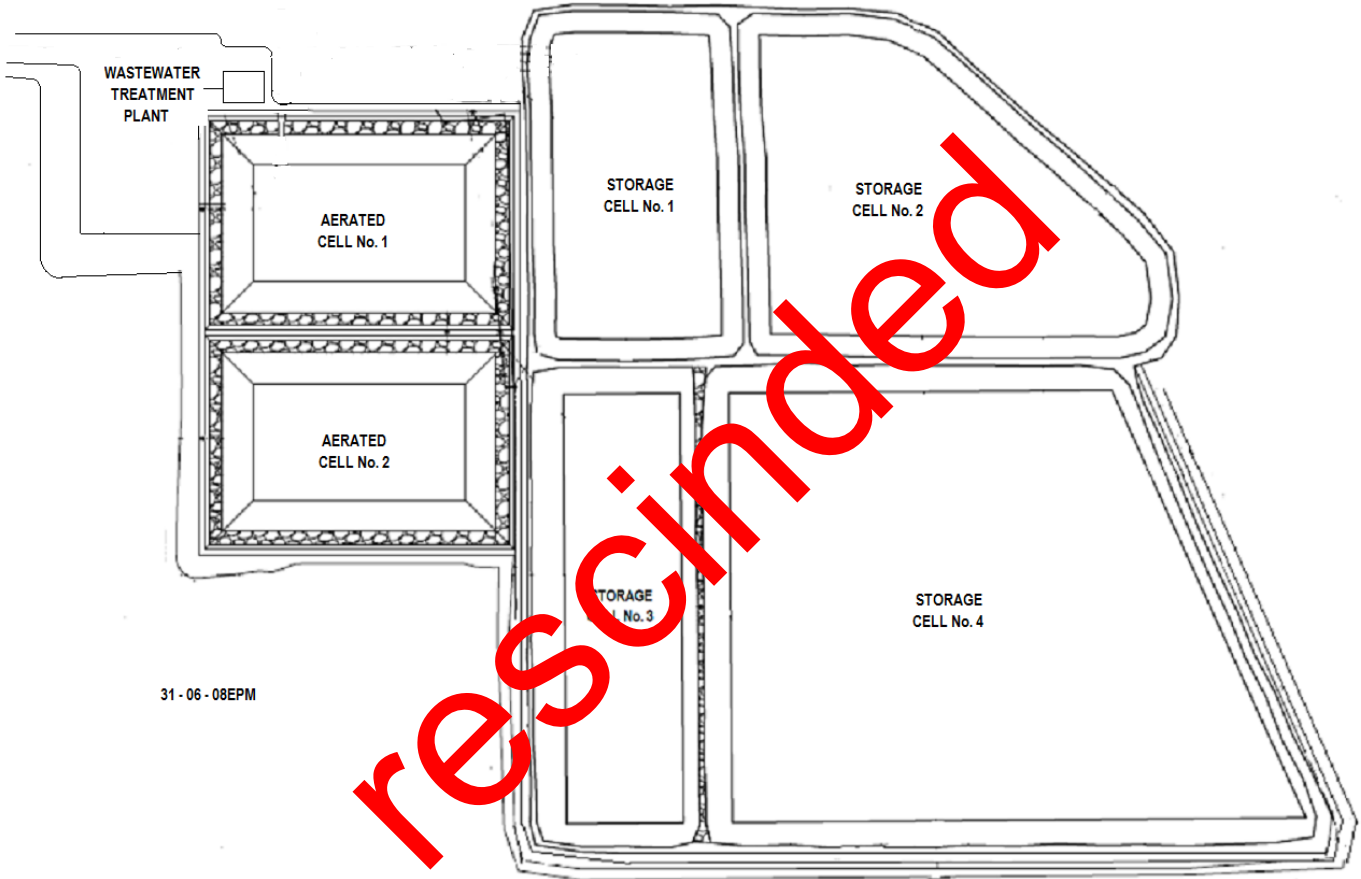 WASTEWATER
TREATMENT
PLANT
AERATED
CELL No. 1
STORAGE
CELL No. 1
STORAGE
CELL No. 2
AERATED
CELL No. 2
STORAGE
CELL No. 3
STORAGE
CELL No. 4
31 - 06 - 08EPM
rescinded